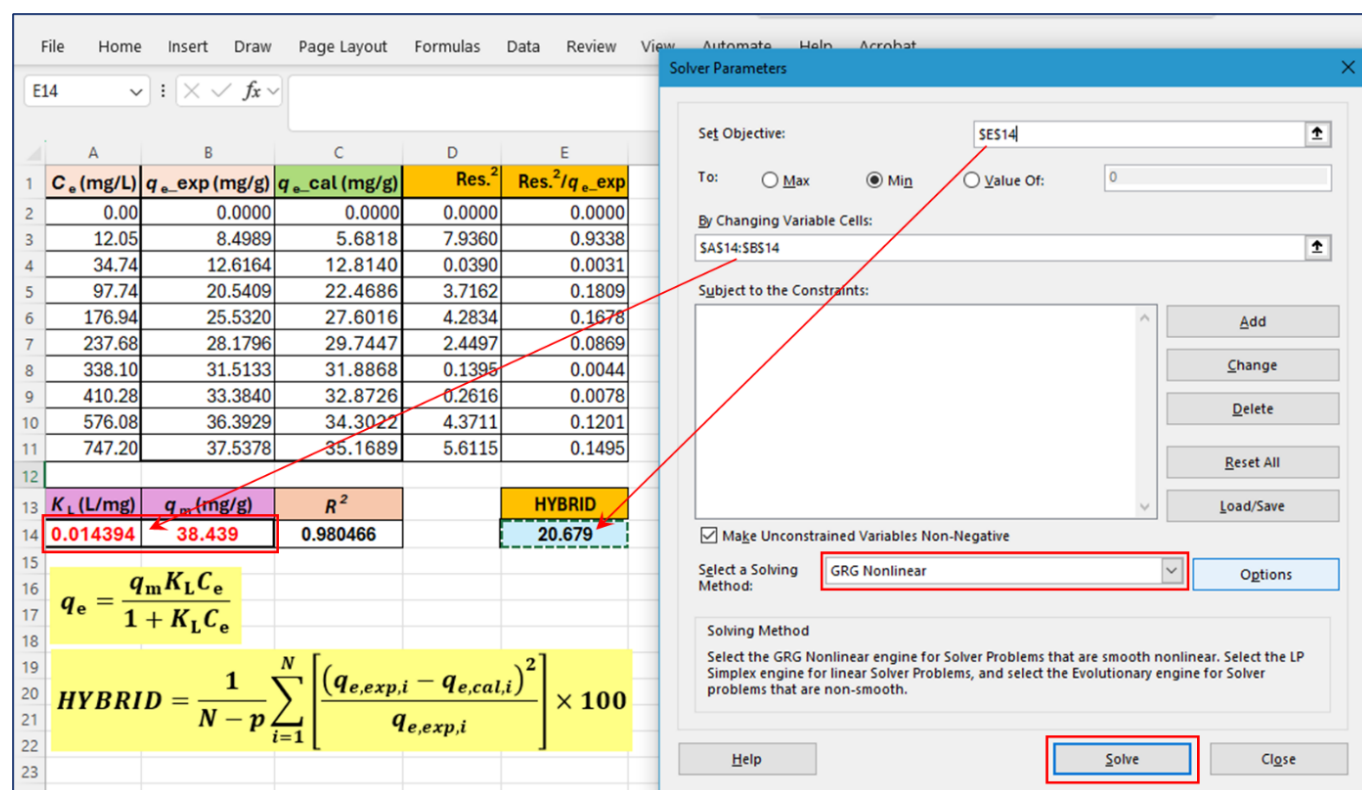 File Home Insert Draw Page Layout Formulas Data Review View Automate Help Acrobat
E14 fx
A B C D E
1 Ce (mg/L) qe_exp (mg/g) qe_cal (mg/g) Res.² Res.²/qe_exp
2 0.00 0.0000 0.0000 0.0000 0.0000
3 12.05 8.4989 5.6818 7.9360 0.9338
4 34.74 12.6164 12.8140 0.0390 0.0031
5 97.74 20.5409 22.4686 3.7162 0.1809
6 176.94 25.5320 27.6016 4.2834 0.1678
7 237.68 28.1796 29.7447 2.4497 0.0869
8 338.10 31.5133 31.8868 0.1395 0.0044
9 410.28 33.3840 32.8726 0.2616 0.0078
10 576.08 36.3929 34.3022 4.3711 0.1201
11 747.20 37.5378 35.1689 5.6115 0.1495
12
13 KL (L/mg) qm (mg/g) R² HYBRID
14 0.014394 38.439 0.980466 20.679
15
16
17
18
19
20
21
22
23
qe = qmKLCe / 1 + KLCe
HYBRID = 1 / N − p ∑ N i=1 [(qe,exp,i − qe,cal,i)² / qe,exp,i] × 100
Solver Parameters
Set Objective: $E$14
To: Max Min Value Of: 0
By Changing Variable Cells:
$A$14:$B$14
Subject to the Constraints:
Add
Change
Delete
Reset All
Load/Save
Make Unconstrained Variables Non-Negative
Select a Solving Method: GRG Nonlinear Options
Solving Method
Select the GRG Nonlinear engine for Solver Problems that are smooth nonlinear. Select the LP
Simplex engine for linear Solver Problems, and select the Evolutionary engine for Solver
problems that are non-smooth.
Help Solve Close